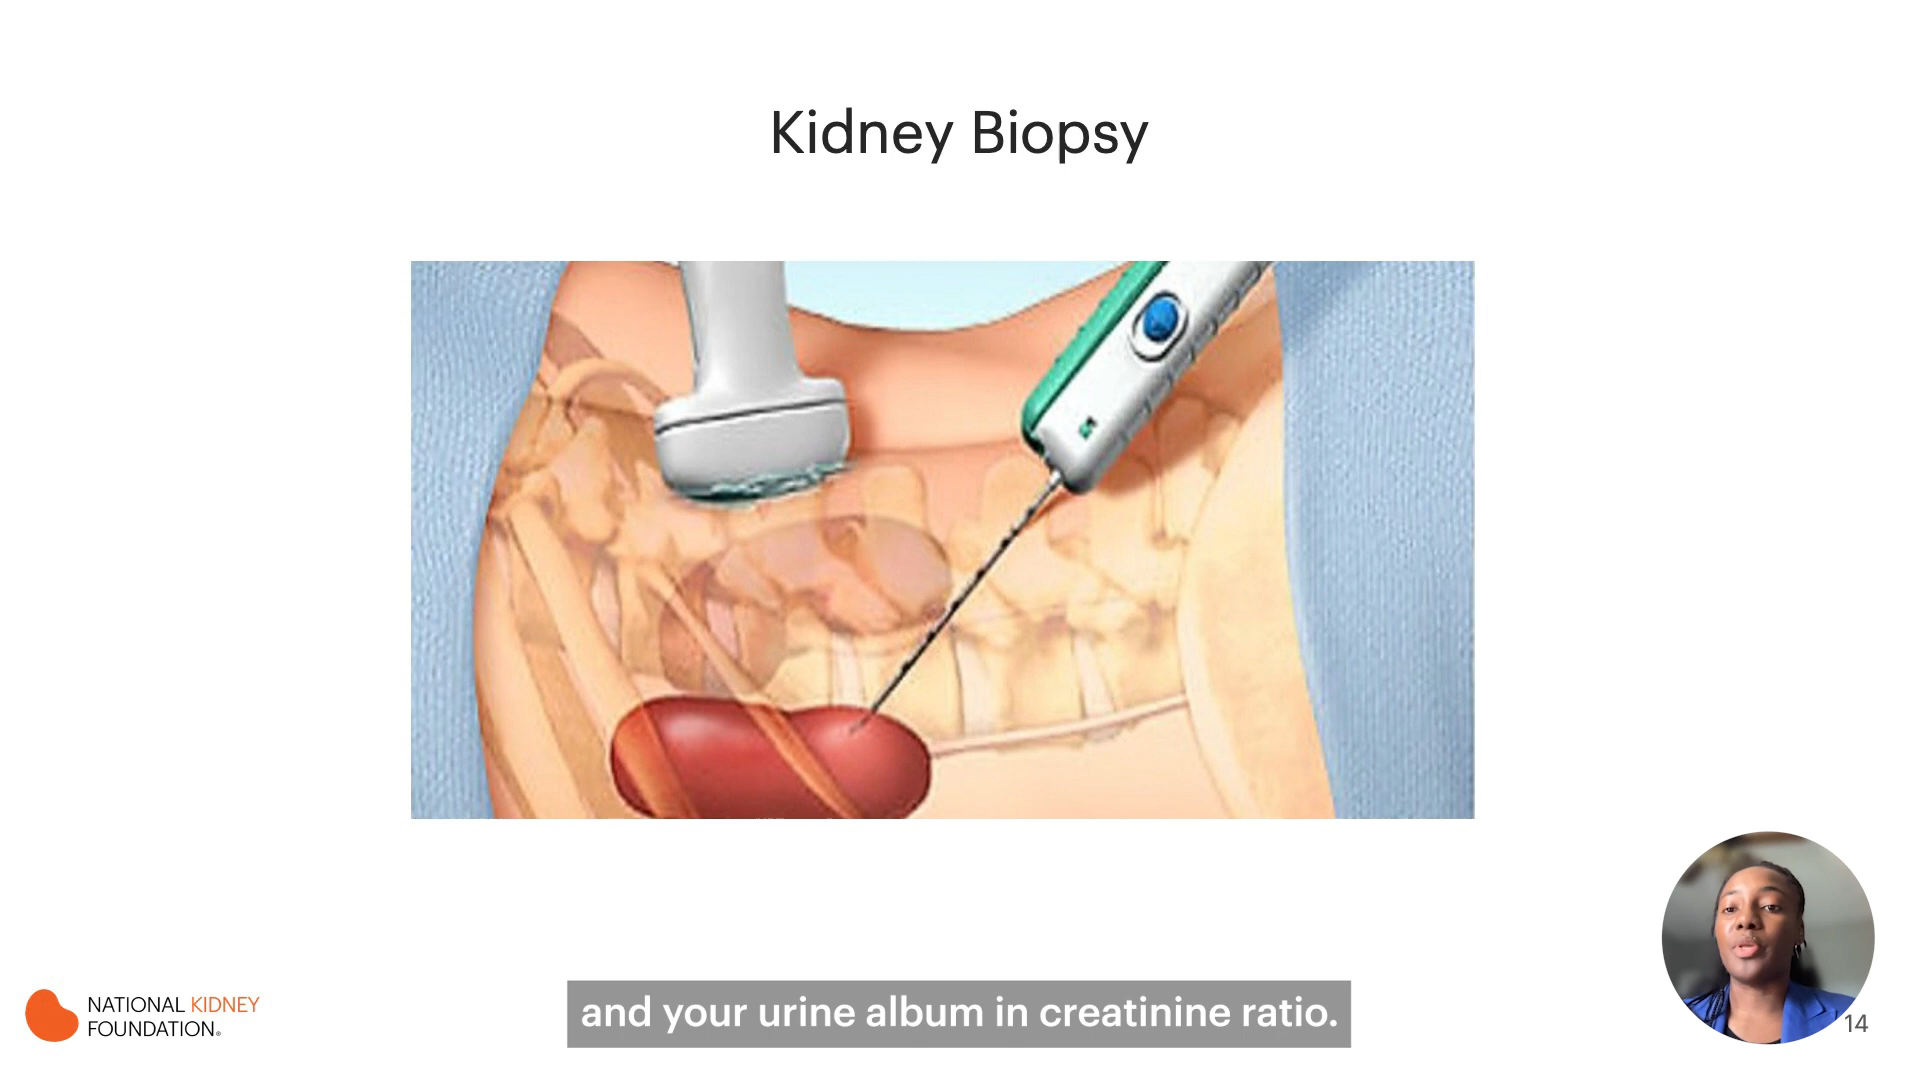 Kidney Biopsy
NATIONAL KIDNEY
FOUNDATION®
and your urine album in creatinine ratio.
14